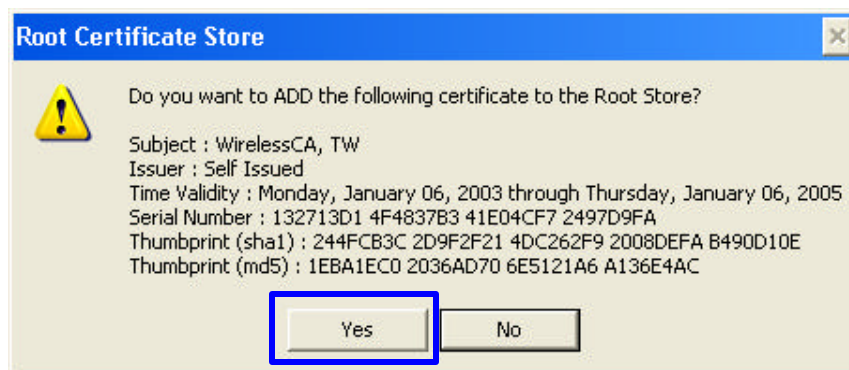 Root Certificate Store
Do you want to ADD the following certificate to the Root Store?
Subject : WirelessCA, TW
Issuer : Self Issued
Time Validity : Monday, January 06, 2003 through Thursday, January 06, 2005
Serial Number : 132713D1 4F4837B3 41E04CF7 2497D9FA
Thumbprint (sha1) : 244FCB3C 2D9F2F21 4DC262F9 2008DEFA B490D10E
Thumbprint (md5) : 1EBA1EC0 2036AD70 6E5121A6 A136E4AC
Yes No